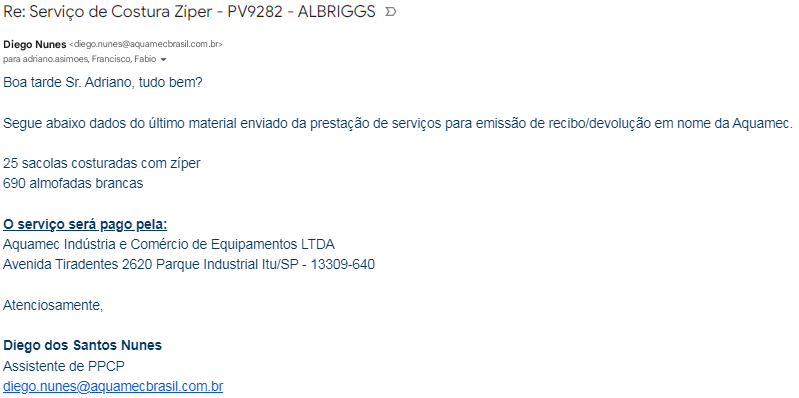 Re: Serviço de Costura Ziper - PV9282 - ALBRIGGS
Diego Nunes <diego.nunes@aquamecbrasil.com.br>
para adriano.asimoes, Francisco, Fabio
Boa tarde Sr. Adriano, tudo bem?
Segue abaixo dados do último material enviado da prestação de serviços para emissão de recibo/devolução em nome da Aquamec.
25 sacolas costuradas com zíper
690 almofadas brancas
O serviço será pago pela:
Aquamec Indústria e Comércio de Equipamentos LTDA
Avenida Tiradentes 2620 Parque Industrial Itu/SP - 13309-640
Atenciosamente,
Diego dos Santos Nunes
Assistente de PPCP
diego.nunes@aquamecbrasil.com.br